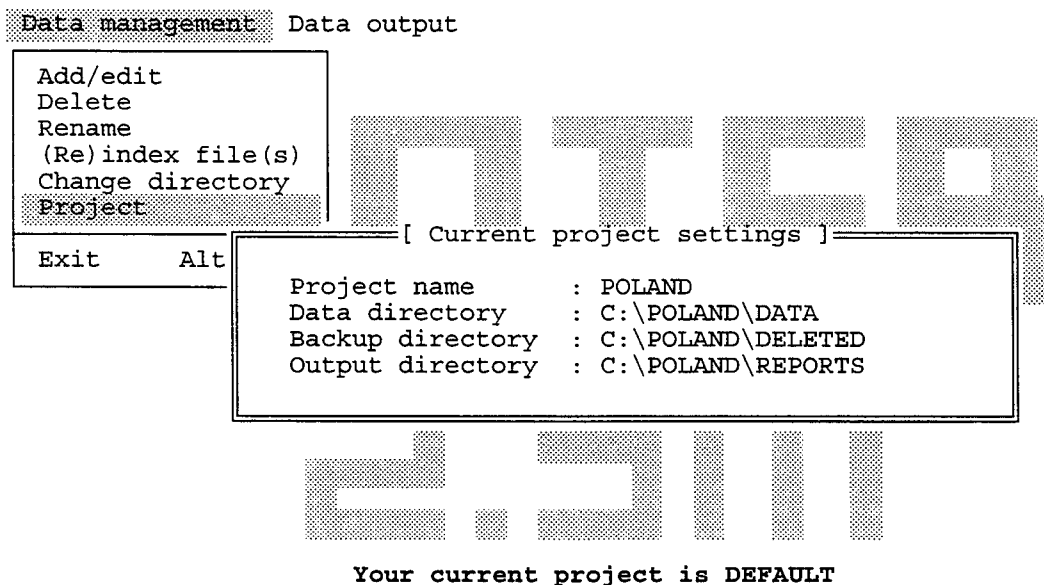 Data management Data output
Add/edit
Delete
Rename
(Re)index file(s)
Change directory
Project
Exit Alt
[ Current project settings ]
Project name : POLAND
Data directory : C:\POLAND\DATA
Backup directory : C:\POLAND\DELETED
Output directory : C:\POLAND\REPORTS
Your current project is DEFAULT